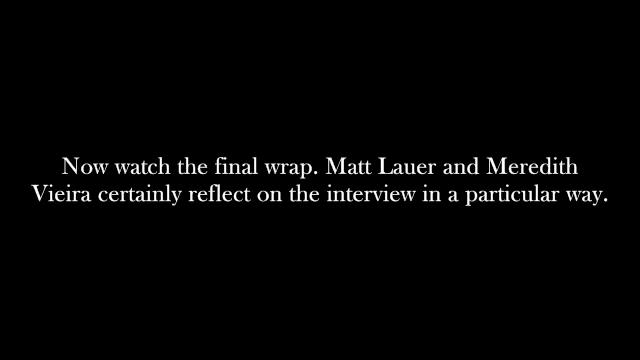 Now watch the final wrap. Matt Lauer and Meredith
Vieira certainly reflect on the interview in a particular way.